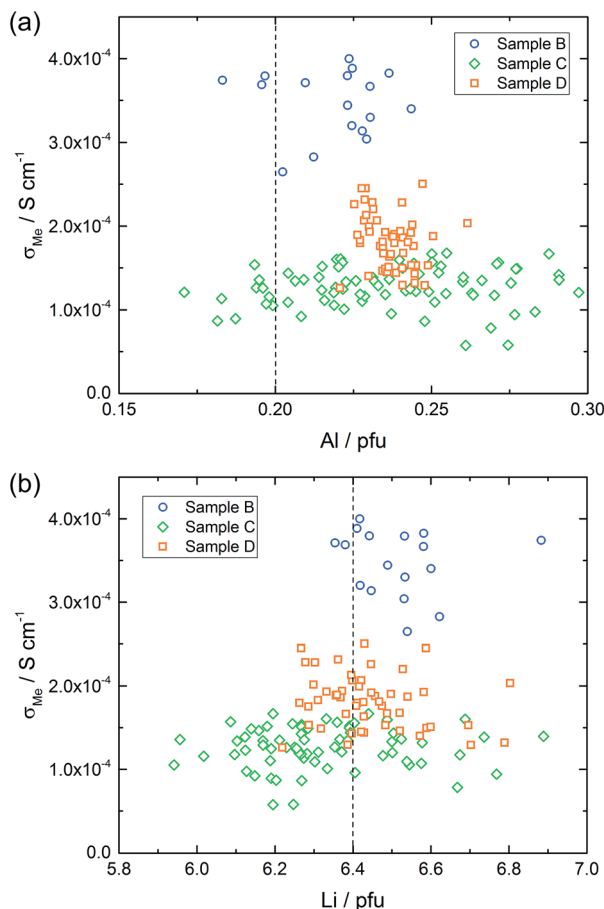 (a)
Sample B
Sample C
Sample D
4.0x10⁻⁴
3.0x10⁻⁴
2.0x10⁻⁴
1.0x10⁻⁴
0.0
σMe / S cm⁻¹
0.15 0.20 0.25 0.30
Al / pfu
(b)
Sample B
Sample C
Sample D
4.0x10⁻⁴
3.0x10⁻⁴
2.0x10⁻⁴
1.0x10⁻⁴
0.0
σMe / S cm⁻¹
5.8 6.0 6.2 6.4 6.6 6.8 7.0
Li / pfu